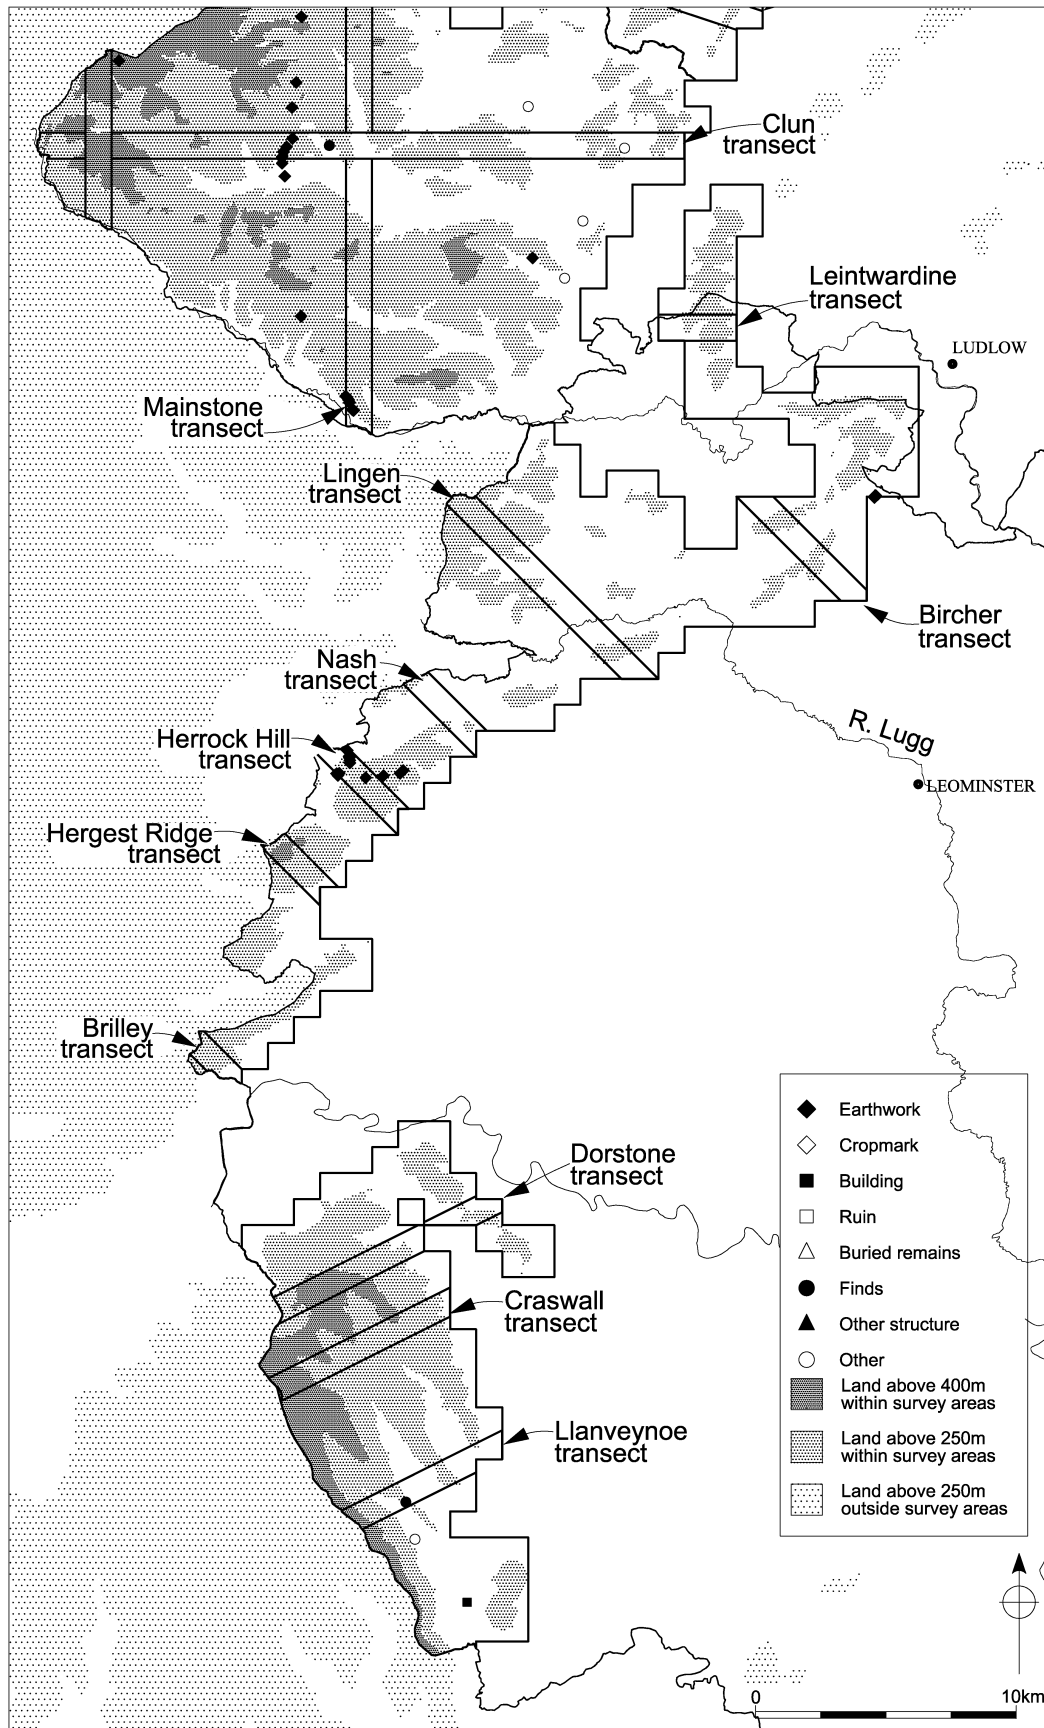 Clun
transect
Leintwardine
transect
LUDLOW
Mainstone
transect
Lingen
transect
Bircher
transect
Nash
transect
R. Lugg
Herrock Hill
transect
LEOMINSTER
Hergest Ridge
transect
Brilley
transect
Dorstone
transect
Craswall
transect
Llanveynoe
transect
Earthwork
Cropmark
Building
Ruin
Buried remains
Finds
Other structure
Other
Land above 400m
within survey areas
Land above 250m
within survey areas
Land above 250m
outside survey areas
0 10km